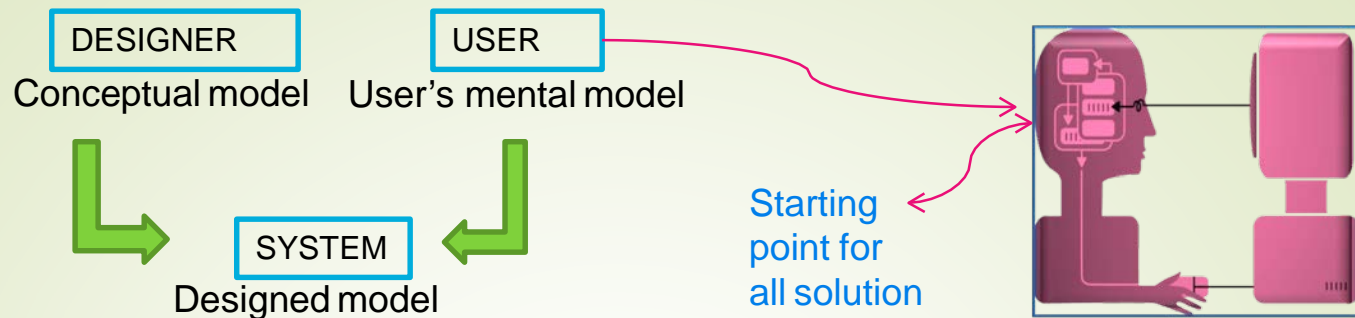 DESIGNER
USER
Conceptual model
User's mental model
SYSTEM
Designed model
Starting
point for
all solution